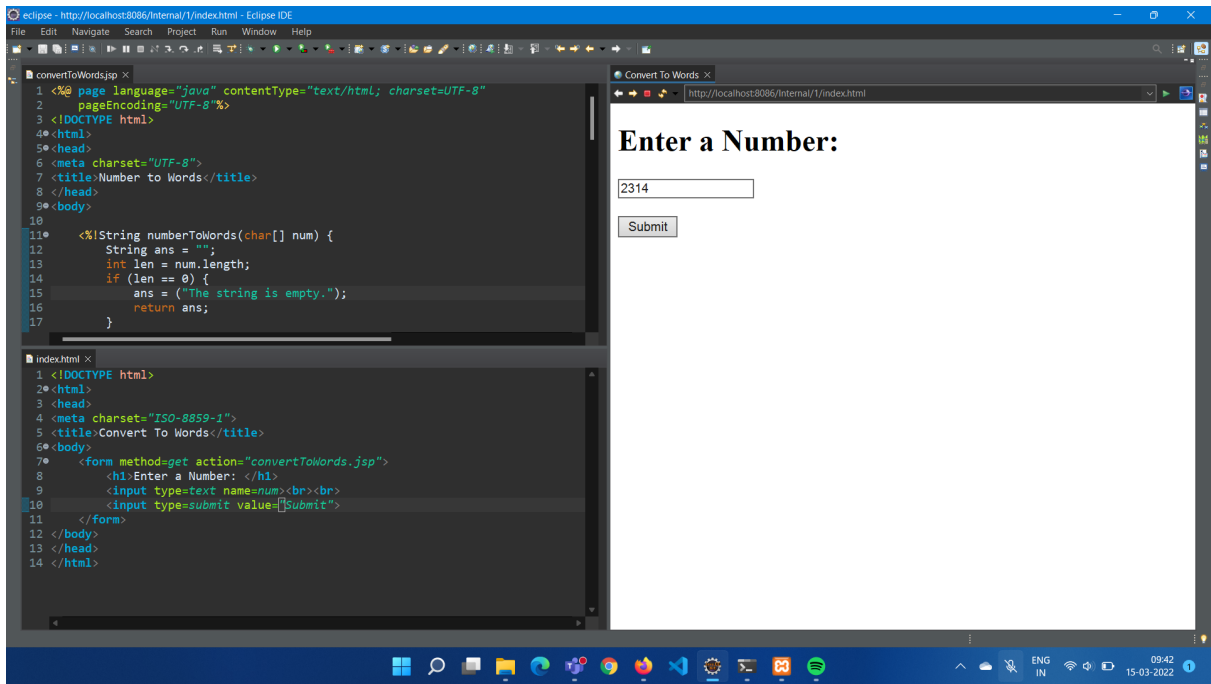 eclipse - http://localhost:8086/Internal/1/index.html - Eclipse IDE
File Edit Navigate Search Project Run Window Help
convertToWords.jsp
1 <%@ page language="java" contentType="text/html; charset=UTF-8"
2     pageEncoding="UTF-8"%>
3 <!DOCTYPE html>
4 <html>
5 <head>
6 <meta charset="UTF-8">
7 <title>Number to Words</title>
8 </head>
9 <body>
10
11     <%!String numberToWords(char[] num) {
12         String ans = "";
13         int len = num.length;
14         if (len == 0) {
15             ans = ("The string is empty.");
16             return ans;
17         }
index.html
1 <!DOCTYPE html>
2 <html>
3 <head>
4 <meta charset="ISO-8859-1">
5 <title>Convert To Words</title>
6 <body>
7     <form method=get action="convertToWords.jsp">
8         <h1>Enter a Number: </h1>
9         <input type=text name=num><br><br>
10         <input type=submit value="Submit">
11     </form>
12 </body>
13 </head>
14 </html>
Convert To Words
http://localhost:8086/Internal/1/index.html
Enter a Number:
2314
Submit
ENG
IN
09:42
15-03-2022
1